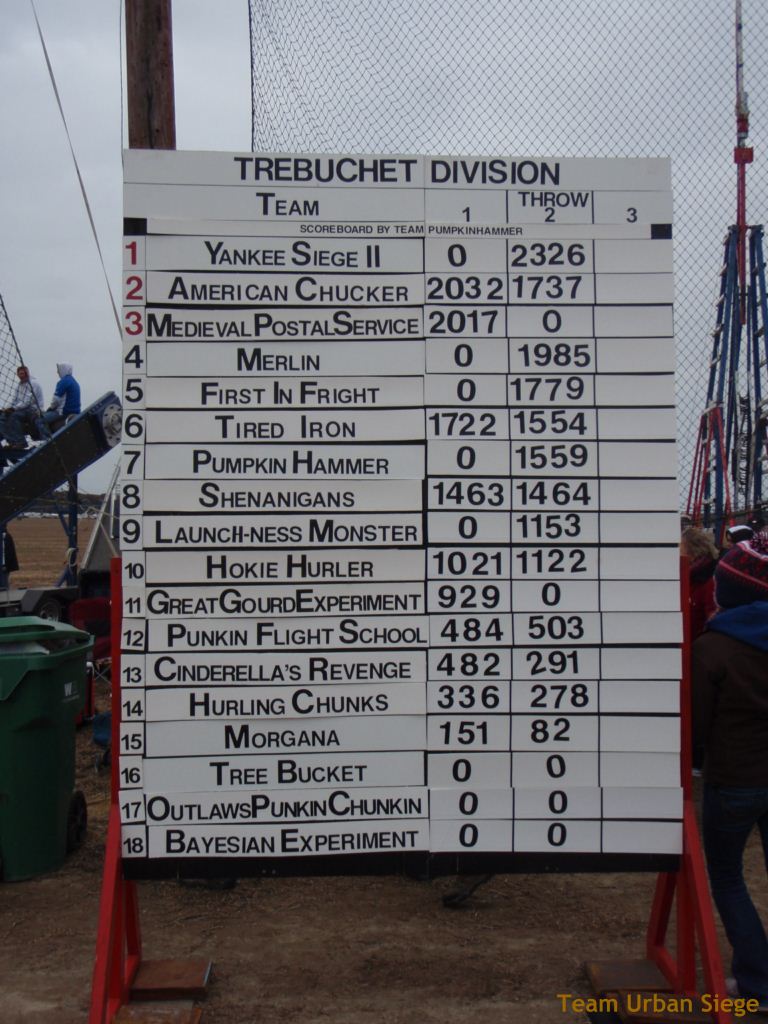 TREBUCHET DIVISION
TEAM THROW
1 2 3
SCOREBOARD BY TEAM PUMPKINHAMMER
1 YANKEE SIEGE II 0 2326
2 AMERICAN CHUCKER 2032 1737
3 MEDIEVAL POSTAL SERVICE 2017 0
4 MERLIN 0 1985
5 FIRST IN FRIGHT 0 1779
6 TIRED IRON 1722 1554
7 PUMPKIN HAMMER 0 1559
8 SHENANIGANS 1463 1464
9 LAUNCH-NESS MONSTER 0 1153
10 HOKIE HURLER 1021 1122
11 GREAT GOURD EXPERIMENT 929 0
12 PUNKIN FLIGHT SCHOOL 484 503
13 CINDERELLA'S REVENGE 482 291
14 HURLING CHUNKS 336 278
15 MORGANA 151 82
16 TREE BUCKET 0 0
17 OUTLAWS PUNKIN CHUNKIN 0 0
18 BAYESIAN EXPERIMENT 0 0
Team Urban Siege